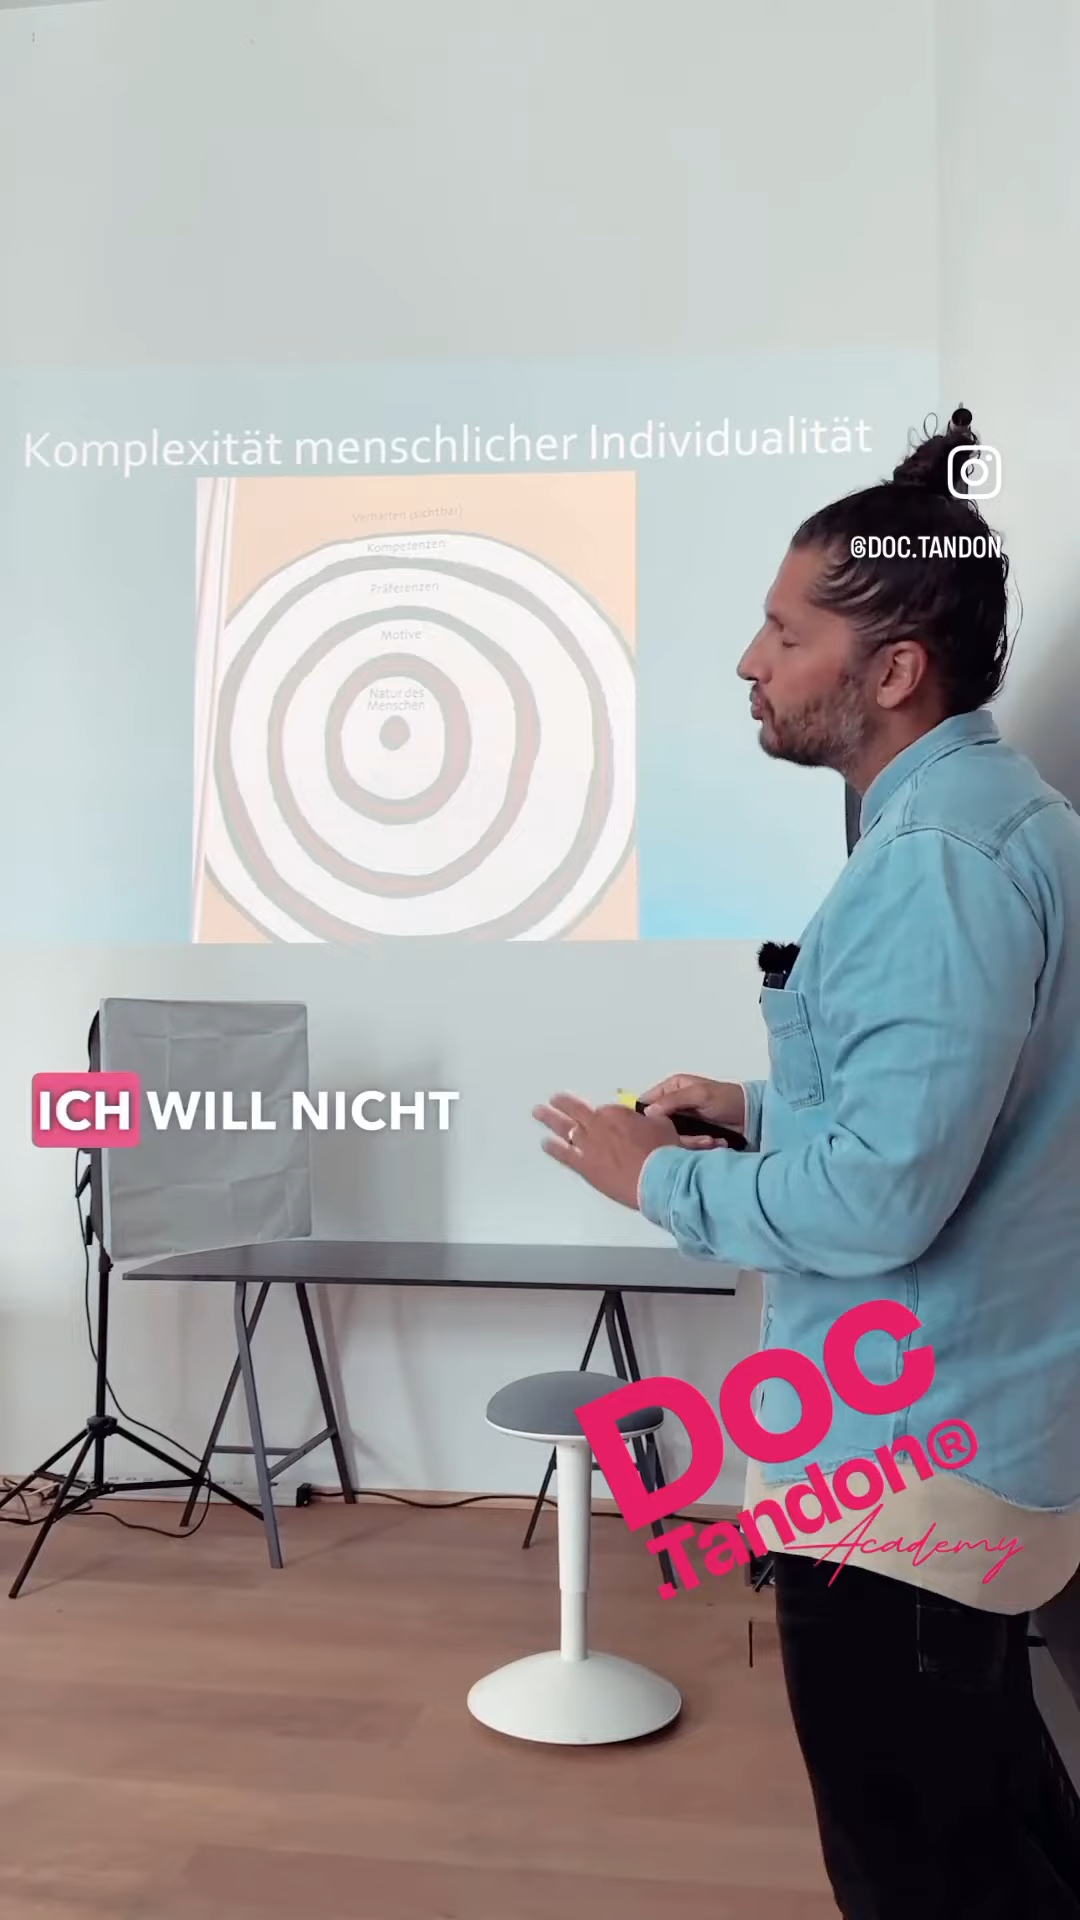 Komplexität menschlicher Individualität
@DOC.TANDON
Verhalten (sichtbar)
Kompetenzen
Präferenzen
Motive
Natur des
Menschen
ICH WILL NICHT
Doc
.Tandon®
Academy